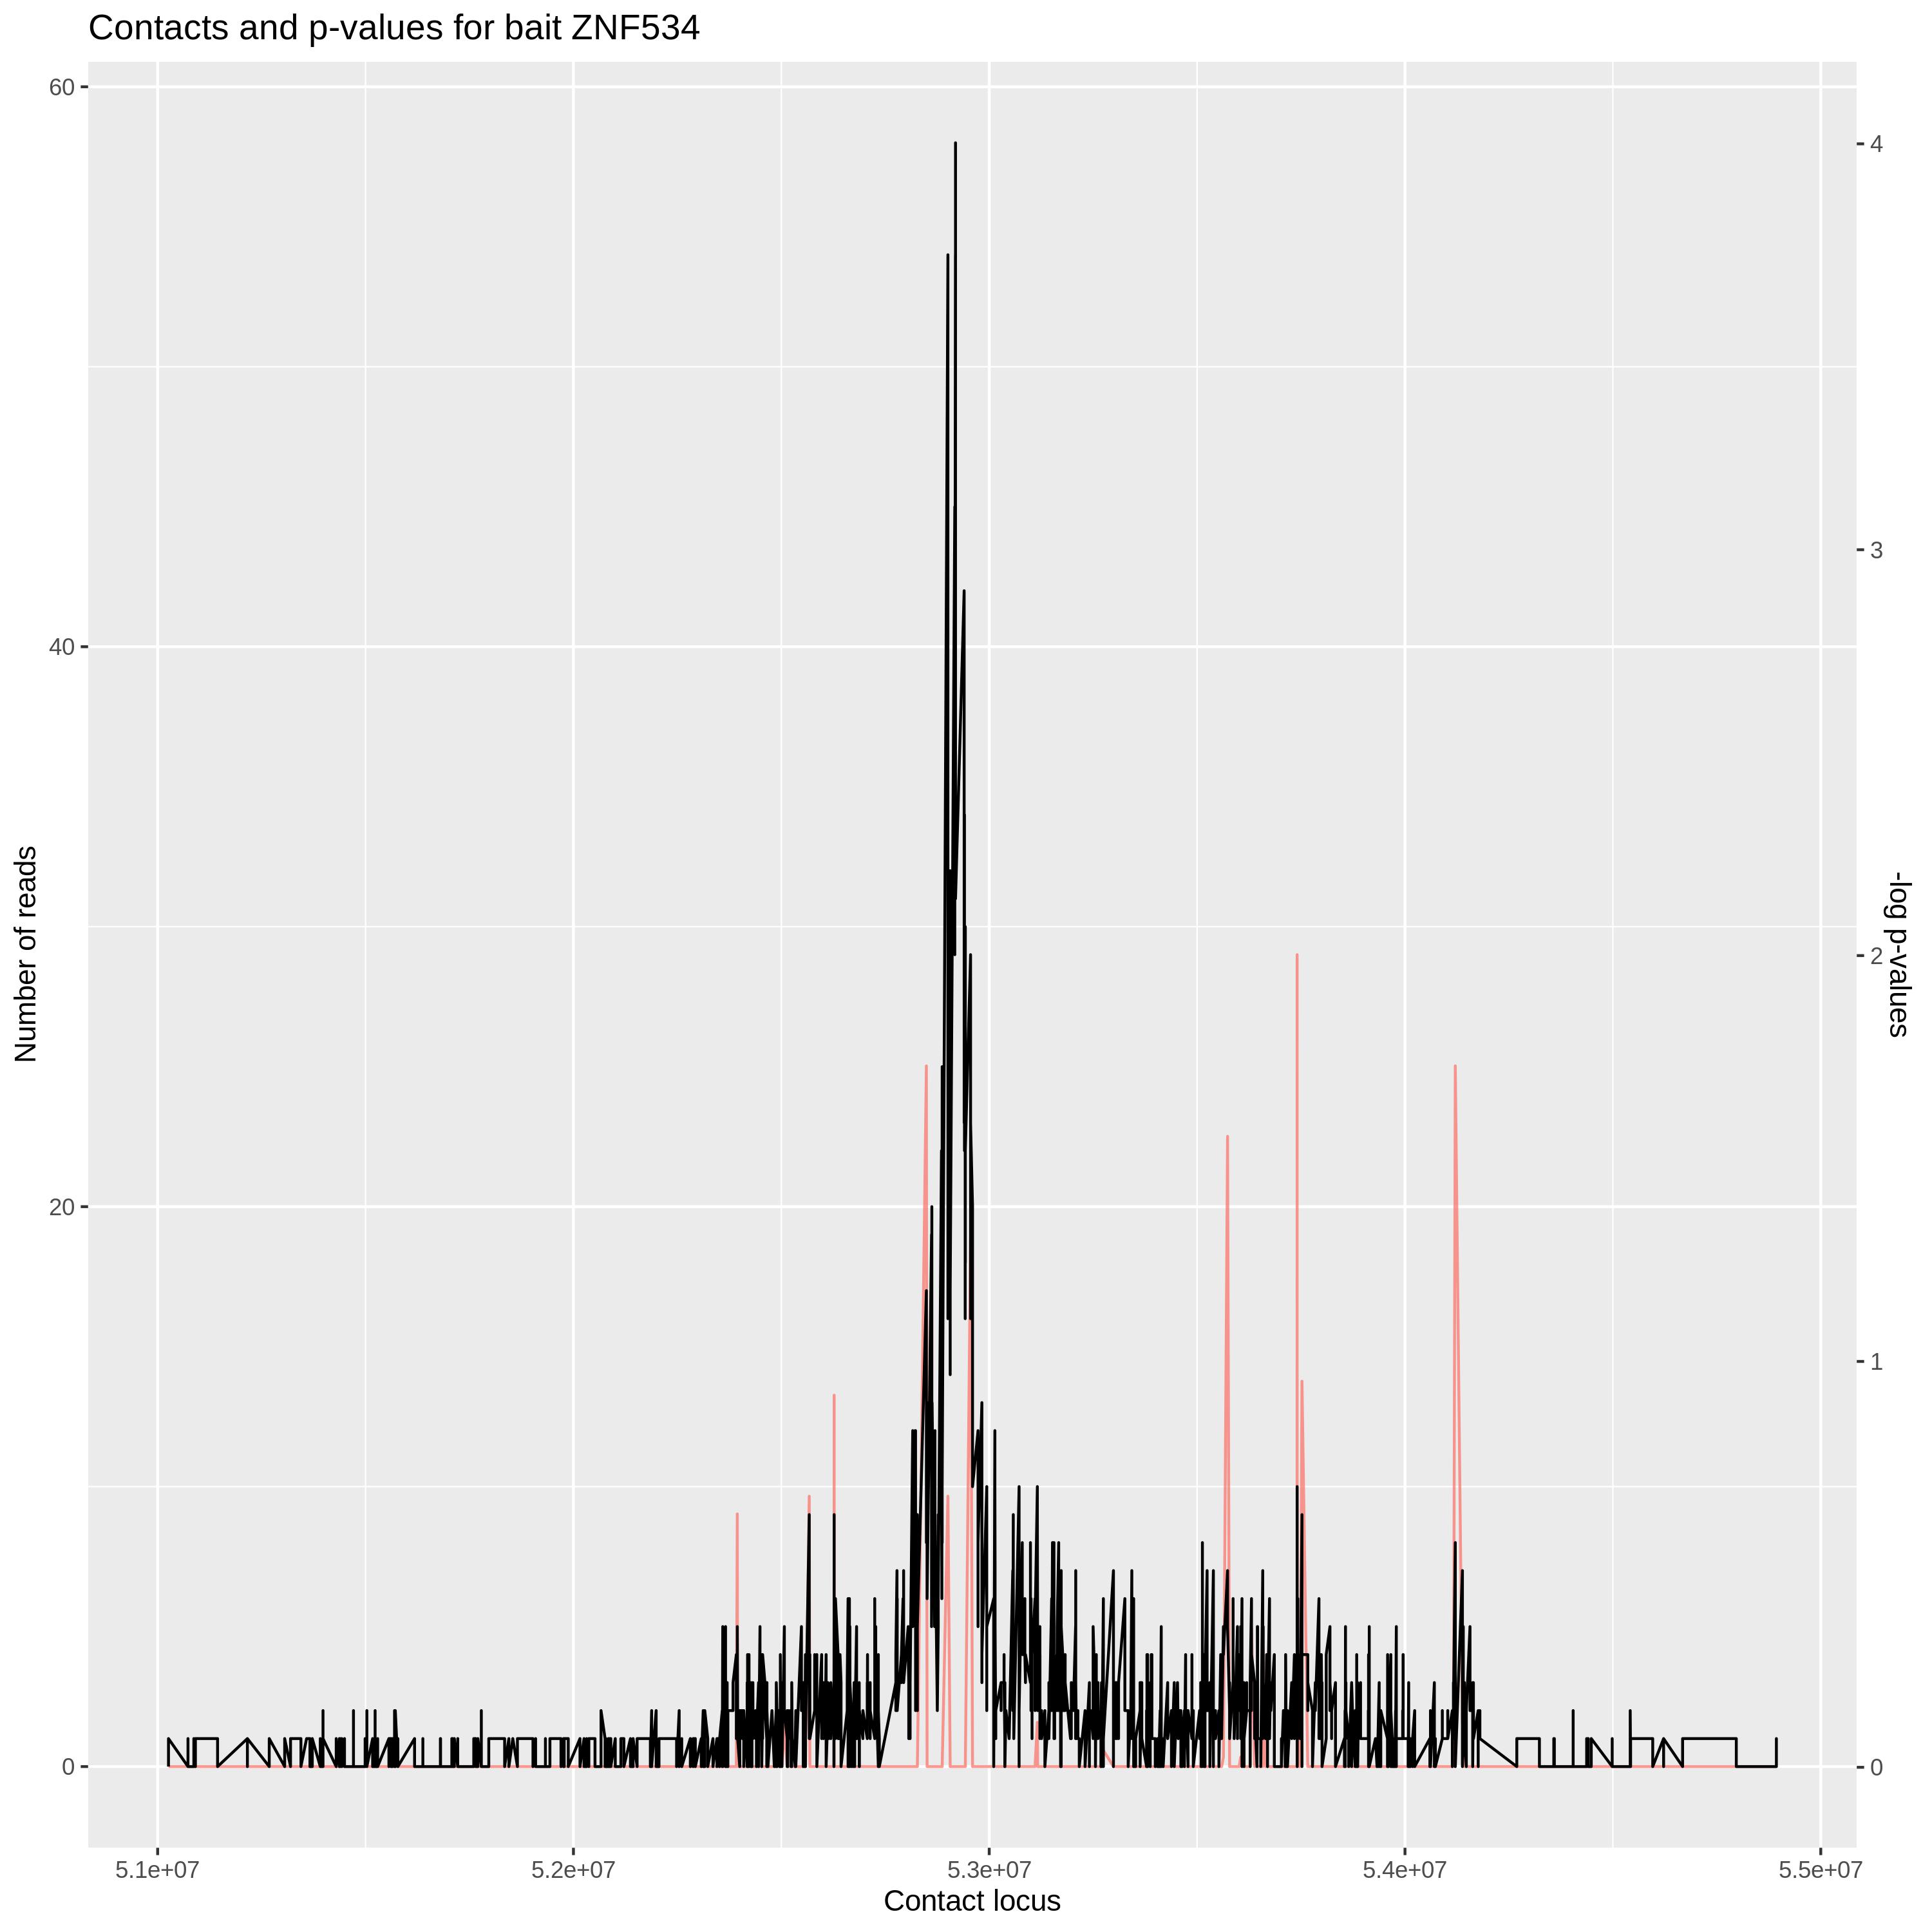 Contacts and p-values for bait ZNF534
60
40
20
0
Number of reads
4
3
2
1
0
-log p-values
5.1e+07
5.2e+07
5.3e+07
5.4e+07
5.5e+07
Contact locus